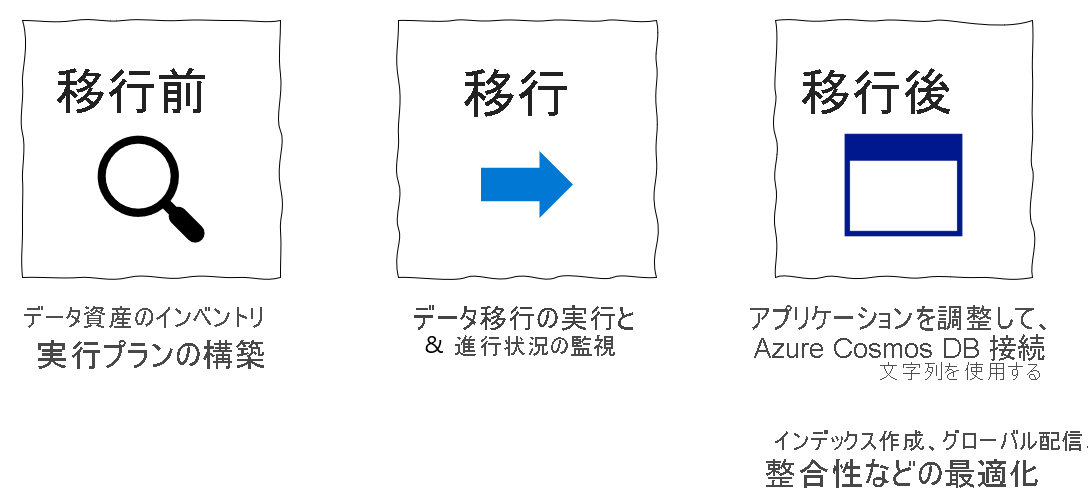 移行前
データ資産のインベントリ
実行プランの構築
移行
データ移行の実行と
& 進行状況の監視
移行後
アプリケーションを調整して、
Azure Cosmos DB 接続
文字列を使用する
インデックス作成、グローバル配信、
整合性などの最適化